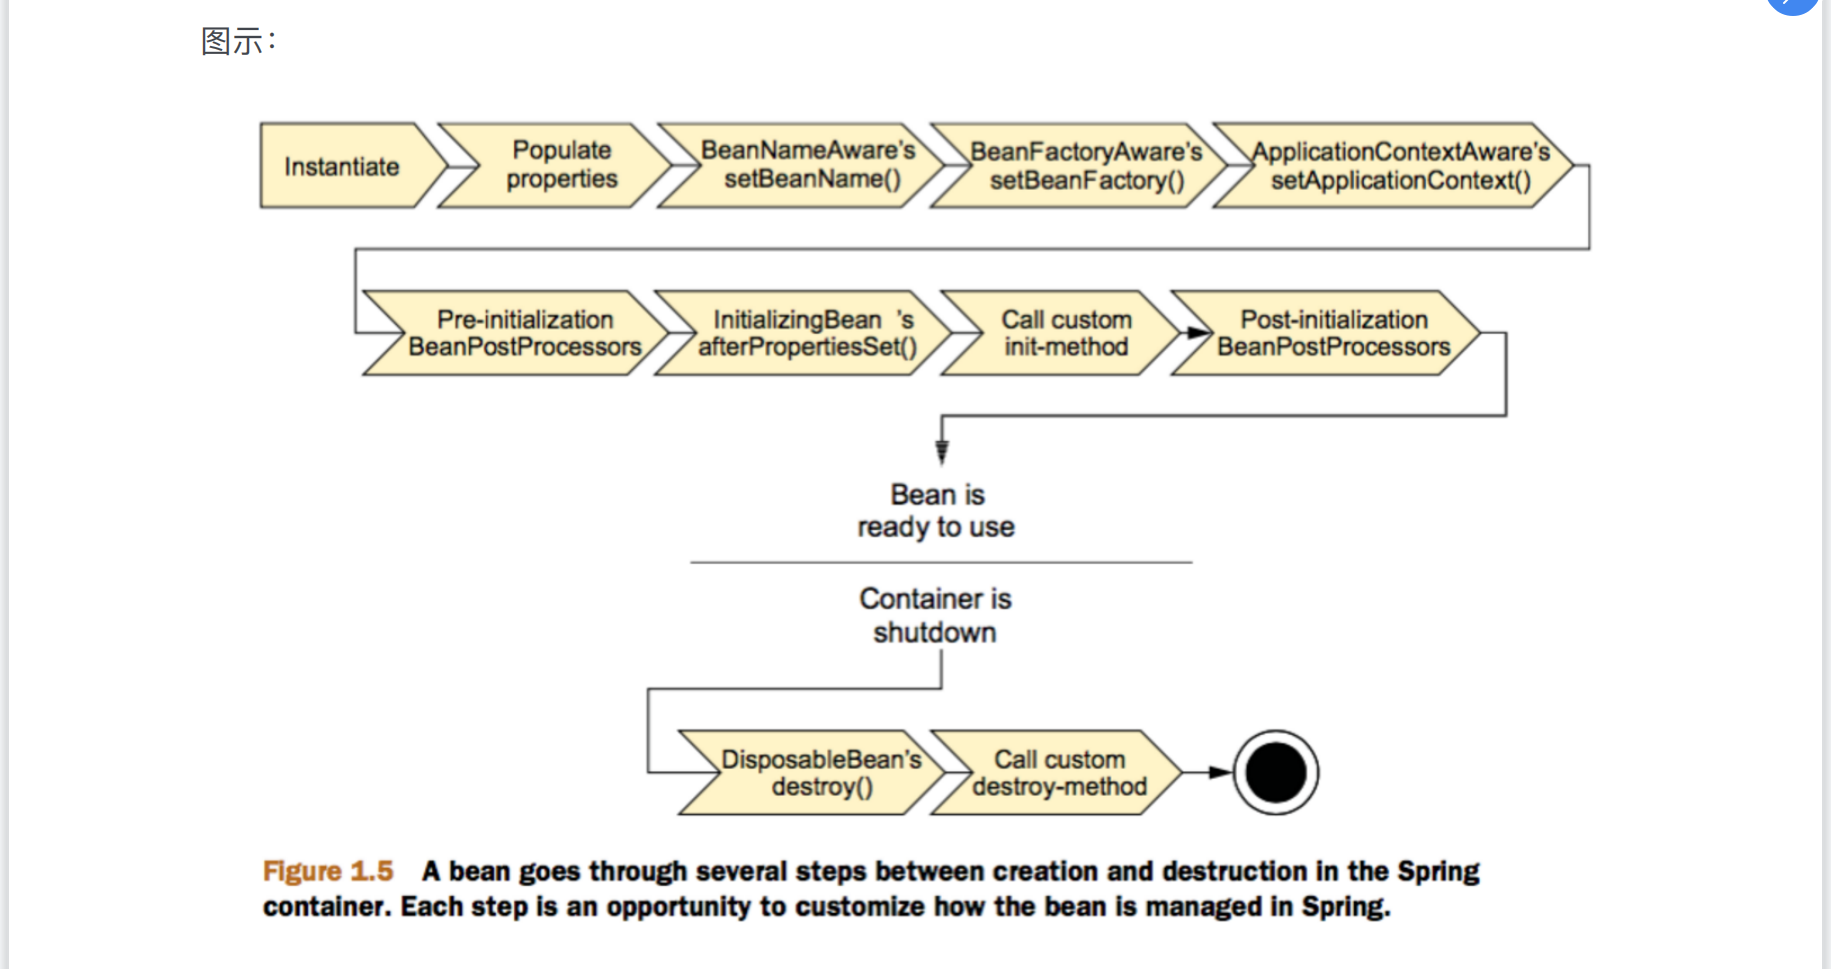 图示：
Instantiate
Populate
properties
BeanNameAware's
setBeanName()
BeanFactoryAware's
setBeanFactory()
ApplicationContextAware's
setApplicationContext()
Pre-initialization
BeanPostProcessors
InitializingBean 's
afterPropertiesSet()
Call custom
init-method
Post-initialization
BeanPostProcessors
Bean is
ready to use
Container is
shutdown
DisposableBean's
destroy()
Call custom
destroy-method
Figure 1.5 A bean goes through several steps between creation and destruction in the Spring
container. Each step is an opportunity to customize how the bean is managed in Spring.